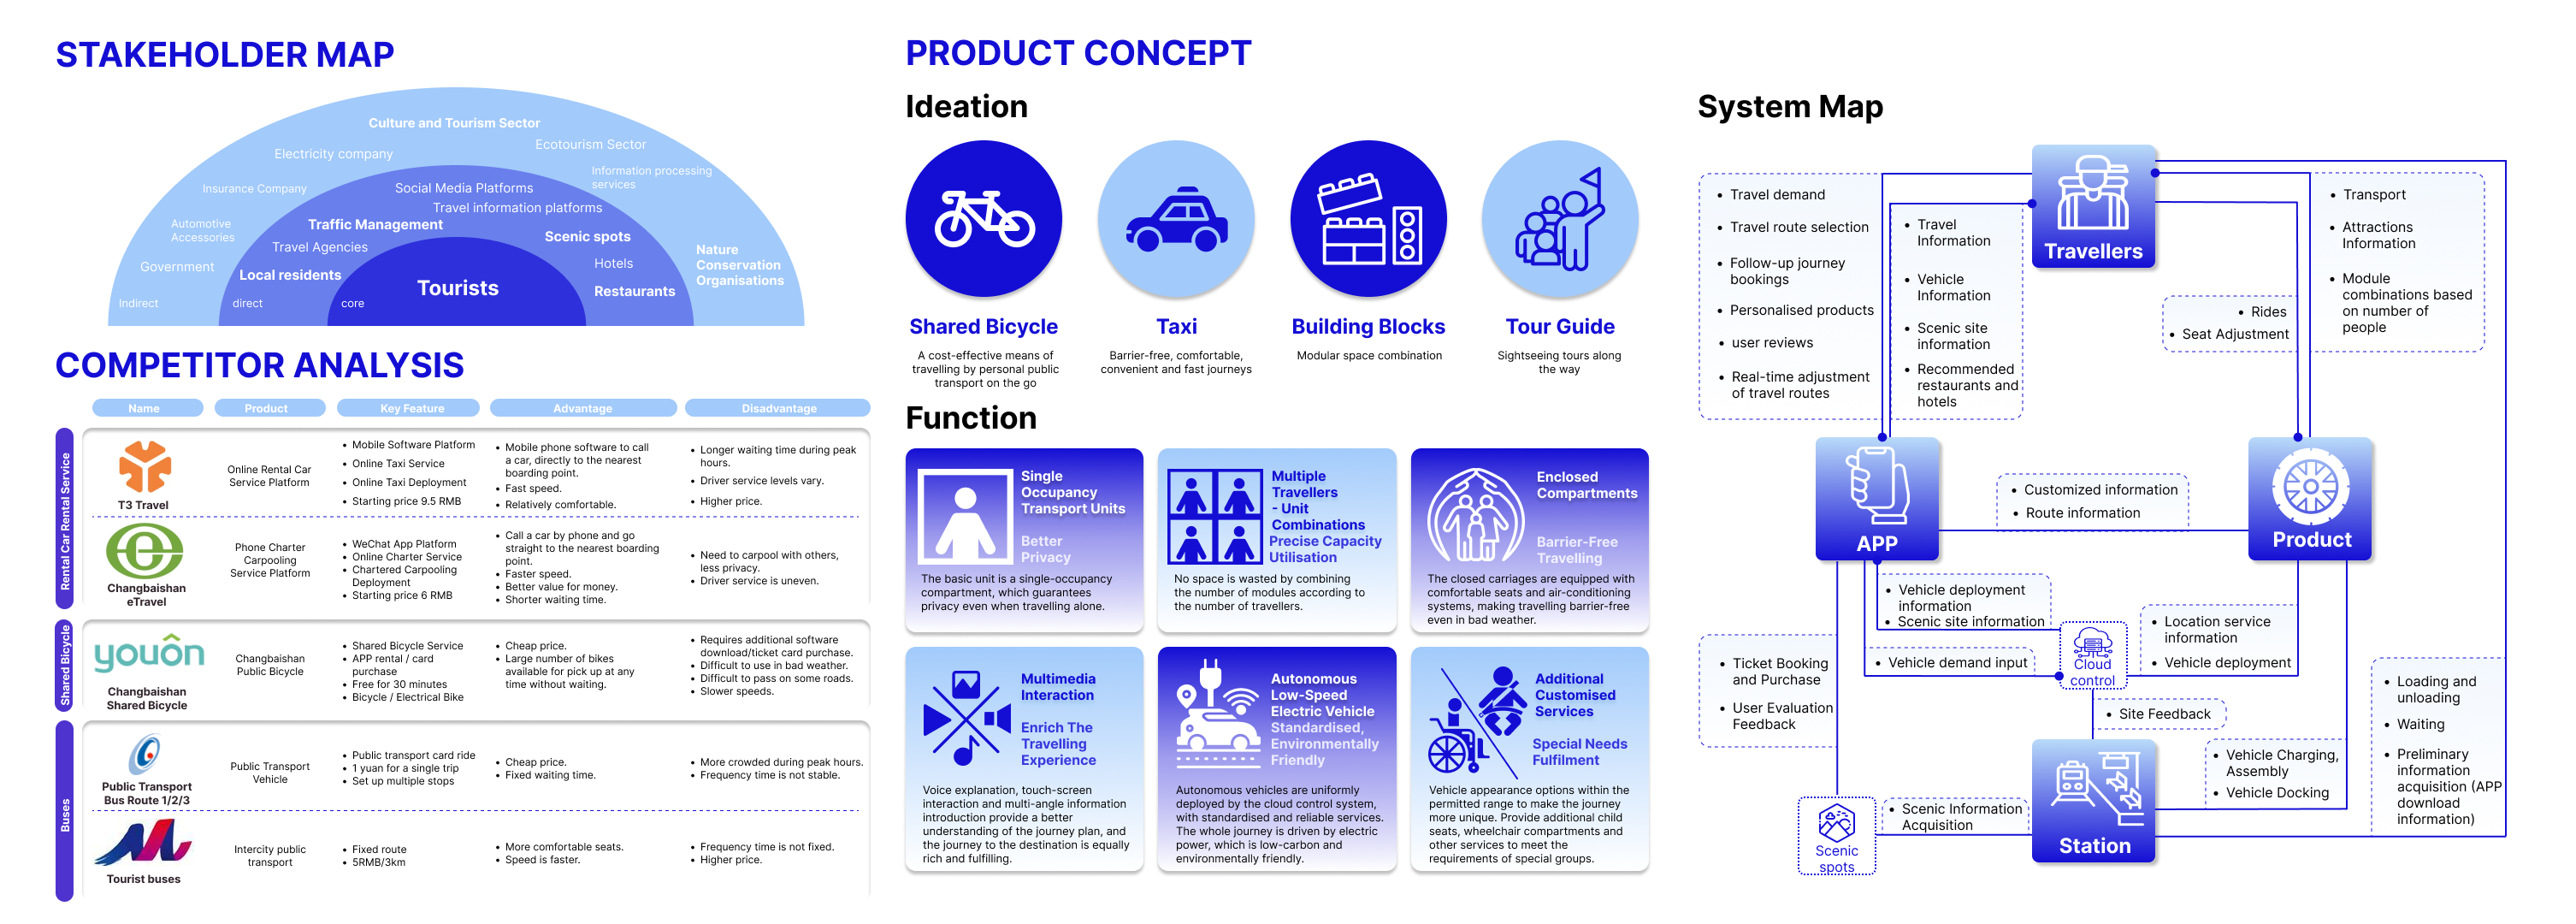 STAKEHOLDER MAP
Culture and Tourism Sector
Electricity company
Ecotourism Sector
Information processing
services
Insurance Company
Social Media Platforms
Travel information platforms
Automotive
Accessories
Traffic Management
Scenic spots
Travel Agencies
Nature
Conservation
Organisations
Government
Local residents
Hotels
Tourists
Restaurants
Indirect
direct
core
COMPETITOR ANALYSIS
Name
Product
Key Feature
Advantage
Disadvantage
Rental Car Rental Service
T3 Travel
Online Rental Car
Service Platform
• Mobile Software Platform
• Online Taxi Service
• Online Taxi Deployment
• Starting price 9.5 RMB
• Mobile phone software to call
a car, directly to the nearest
boarding point.
• Fast speed.
• Relatively comfortable.
• Longer waiting time during peak
hours.
• Driver service levels vary.
• Higher price.
Changbaishan
eTravel
Phone Charter
Carpooling
Service Platform
• WeChat App Platform
• Online Charter Service
• Chartered Carpooling
Deployment
• Starting price 6 RMB
• Call a car by phone and go
straight to the nearest boarding
point.
• Faster speed.
• Better value for money.
• Shorter waiting time.
• Need to carpool with others,
less privacy.
• Driver service is uneven.
Shared Bicycle
youôn
Changbaishan
Shared Bicycle
Changbaishan
Public Bicycle
• Shared Bicycle Service
• APP rental / card
purchase
• Free for 30 minutes
• Bicycle / Electrical Bike
• Cheap price.
• Large number of bikes
available for pick up at any
time without waiting.
• Requires additional software
download/ticket card purchase.
• Difficult to use in bad weather.
• Difficult to pass on some roads.
• Slower speeds.
Buses
Public Transport
Bus Route 1/2/3
Public Transport
Vehicle
• Public transport card ride
• 1 yuan for a single trip
• Set up multiple stops
• Cheap price.
• Fixed waiting time.
• More crowded during peak hours.
• Frequency time is not stable.
Tourist buses
Intercity public
transport
• Fixed route
• 5RMB/3km
• More comfortable seats.
• Speed is faster.
• Frequency time is not fixed.
• Higher price.
PRODUCT CONCEPT
Ideation
Shared Bicycle
A cost-effective means of
travelling by personal public
transport on the go
Taxi
Barrier-free, comfortable,
convenient and fast journeys
Building Blocks
Modular space combination
Tour Guide
Sightseeing tours along
the way
Function
Single
Occupancy
Transport Units
Better
Privacy
The basic unit is a single-occupancy
compartment, which guarantees
privacy even when travelling alone.
Multiple
Travellers
- Unit
Combinations
Precise Capacity
Utilisation
No space is wasted by combining
the number of modules according to
the number of travellers.
Enclosed
Compartments
Barrier-Free
Travelling
The closed carriages are equipped with
comfortable seats and air-conditioning
systems, making travelling barrier-free
even in bad weather.
Multimedia
Interaction
Enrich The
Travelling
Experience
Voice explanation, touch-screen
interaction and multi-angle information
introduction provide a better
understanding of the journey plan, and
the journey to the destination is equally
rich and fulfilling.
Autonomous
Low-Speed
Electric Vehicle
Standardised,
Environmentally
Friendly
Autonomous vehicles are uniformly
deployed by the cloud control system,
with standardised and reliable services.
The whole journey is driven by electric
power, which is low-carbon and
environmentally friendly.
Additional
Customised
Services
Special Needs
Fulfilment
Vehicle appearance options within the
permitted range to make the journey
more unique. Provide additional child
seats, wheelchair compartments and
other services to meet the
requirements of special groups.
System Map
Travellers
• Travel demand
• Travel route selection
• Follow-up journey
bookings
• Personalised products
• user reviews
• Real-time adjustment
of travel routes
• Travel
Information
• Vehicle
Information
• Scenic site
information
• Recommended
restaurants and
hotels
• Rides
• Seat Adjustment
• Transport
• Attractions
Information
• Module
combinations based
on number of
people
APP
• Customized information
• Route information
Product
• Vehicle deployment
information
• Scenic site information
• Vehicle demand input
Cloud
control
• Location service
information
• Vehicle deployment
• Ticket Booking
and Purchase
• User Evaluation
Feedback
• Site Feedback
• Vehicle Charging,
Assembly
• Vehicle Docking
• Loading and
unloading
• Waiting
• Preliminary
information
acquisition (APP
download
information)
Scenic
spots
• Scenic Information
Acquisition
Station